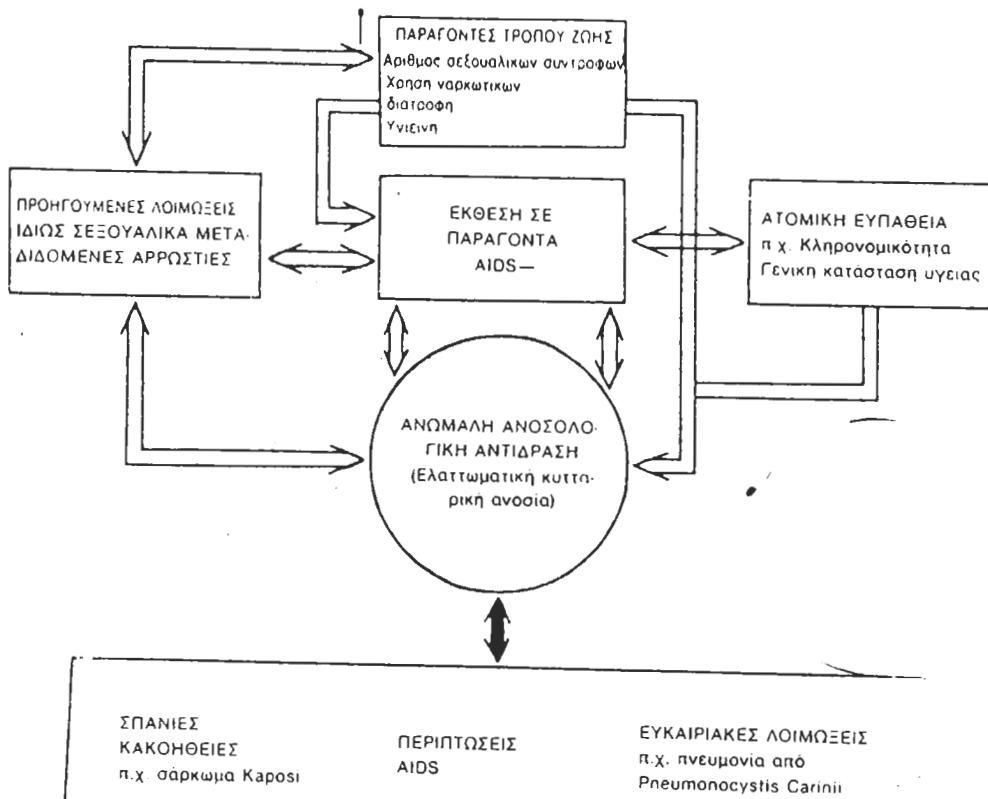 ΠΑΡΑΓΟΝΤΕΣ ΤΡΟΠΟΥ ΖΩΗΣ
Αριθμος σεξουαλικων συντροφων
Χρηση ναρκωτικων
διατροφη
Υγιεινη
ΠΡΟΗΓΟΥΜΕΝΕΣ ΛΟΙΜΩΞΕΙΣ
ΙΔΙΩΣ ΣΕΞΟΥΑΛΙΚΑ ΜΕΤΑ-
ΔΙΔΟΜΕΝΕΣ ΑΡΡΩΣΤΙΕΣ
ΕΚΘΕΣΗ ΣΕ
ΠΑΡΑΓΟΝΤΑ
AIDS—
ΑΤΟΜΙΚΗ ΕΥΠΑΘΕΙΑ
π χ. Κληρονομικότητα
Γενικη κατάσταση υγειας
ΑΝΩΜΑΛΗ ΑΝΟΣΟΛΟ-
ΓΙΚΗ ΑΝΤΙΔΡΑΣΗ
(Ελαττωματική κυττα-
ρική ανοσία)
ΣΠΑΝΙΕΣ
ΚΑΚΟΗΘΕΙΕΣ
π.χ. σάρκωμα Kaposi
ΠΕΡΙΠΤΩΣΕΙΣ
AIDS
ΕΥΚΑΙΡΙΑΚΕΣ ΛΟΙΜΩΞΕΙΣ
π.χ. πνευμονία από
Pneumonocystis Carinii